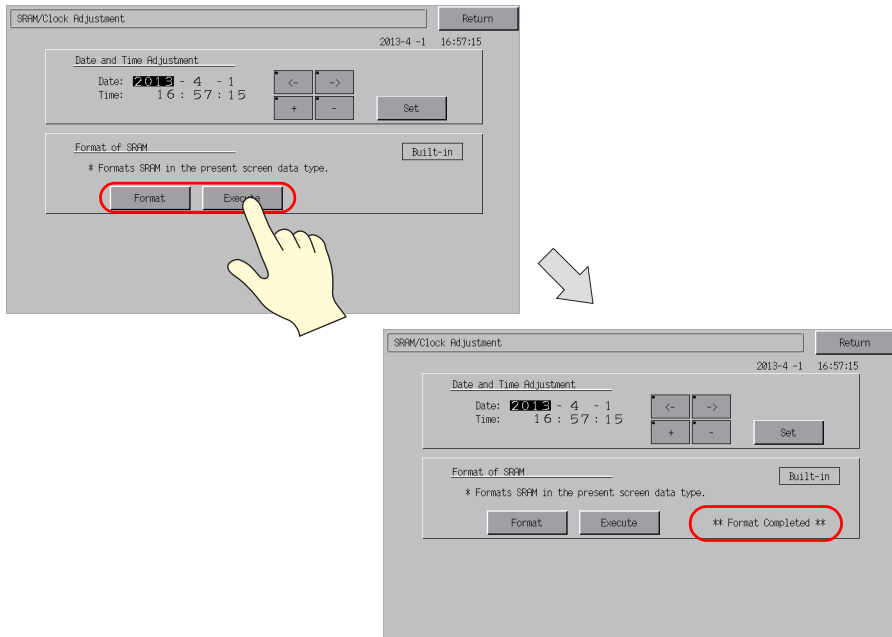 SRAM/Clock Adjustment
Return
2013-4 -1 16:57:15
Date and Time Adjustment
Date: 2013 - 4 - 1
Time: 16 : 57 : 15
<- ->
+ -
Set
Format of SRAM
Built-in
* Formats SRAM in the present screen data type.
Format Execute
SRAM/Clock Adjustment
Return
2013-4 -1 16:57:15
Date and Time Adjustment
Date: 2013 - 4 - 1
Time: 16 : 57 : 15
<- ->
+ -
Set
Format of SRAM
Built-in
* Formats SRAM in the present screen data type.
Format Execute ** Format Completed **